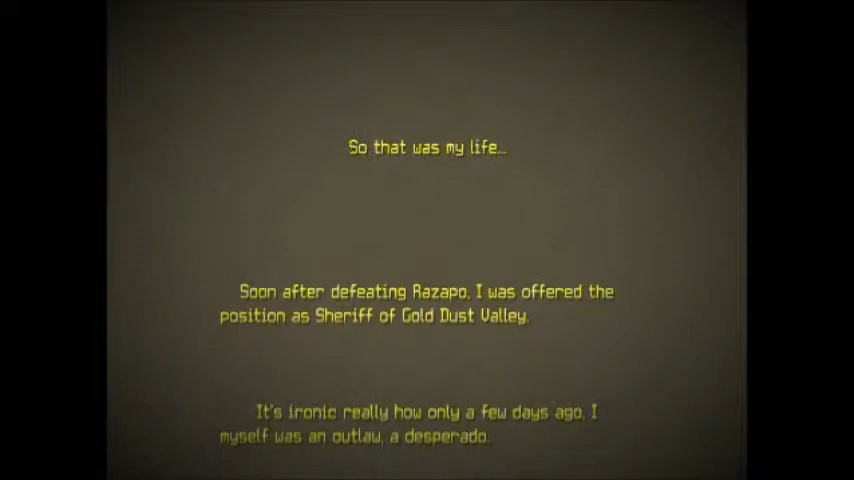 So that was my life...
Soon after defeating Razapo, I was offered the
position as Sheriff of Gold Dust Valley.
It's ironic really how only a few days ago, I
myself was an outlaw, a desperado.